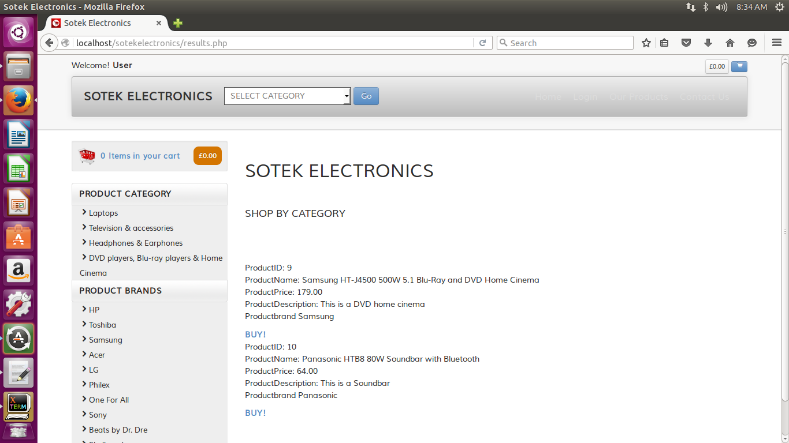 Sotek Electronics - Mozilla Firefox
8:34 AM
Sotek Electronics
localhost/sotekelectronics/results.php
Search
Welcome! User
£0.00
SOTEK ELECTRONICS
SELECT CATEGORY
Go
0 Items in your cart
£0.00
PRODUCT CATEGORY
Laptops
Television & accessories
Headphones & Earphones
DVD players, Blu-ray players & Home
Cinema
PRODUCT BRANDS
HP
Toshiba
Samsung
Acer
LG
Philex
One For All
Sony
Beats by Dr. Dre
SOTEK ELECTRONICS
SHOP BY CATEGORY
ProductID: 9
ProductName: Samsung HT-J4500 500W 5.1 Blu-Ray and DVD Home Cinema
ProductPrice: 179.00
ProductDescription: This is a DVD home cinema
Productbrand Samsung
BUY!
ProductID: 10
ProductName: Panasonic HTB8 80W Soundbar with Bluetooth
ProductPrice: 64.00
ProductDescription: This is a Soundbar
Productbrand Panasonic
BUY!